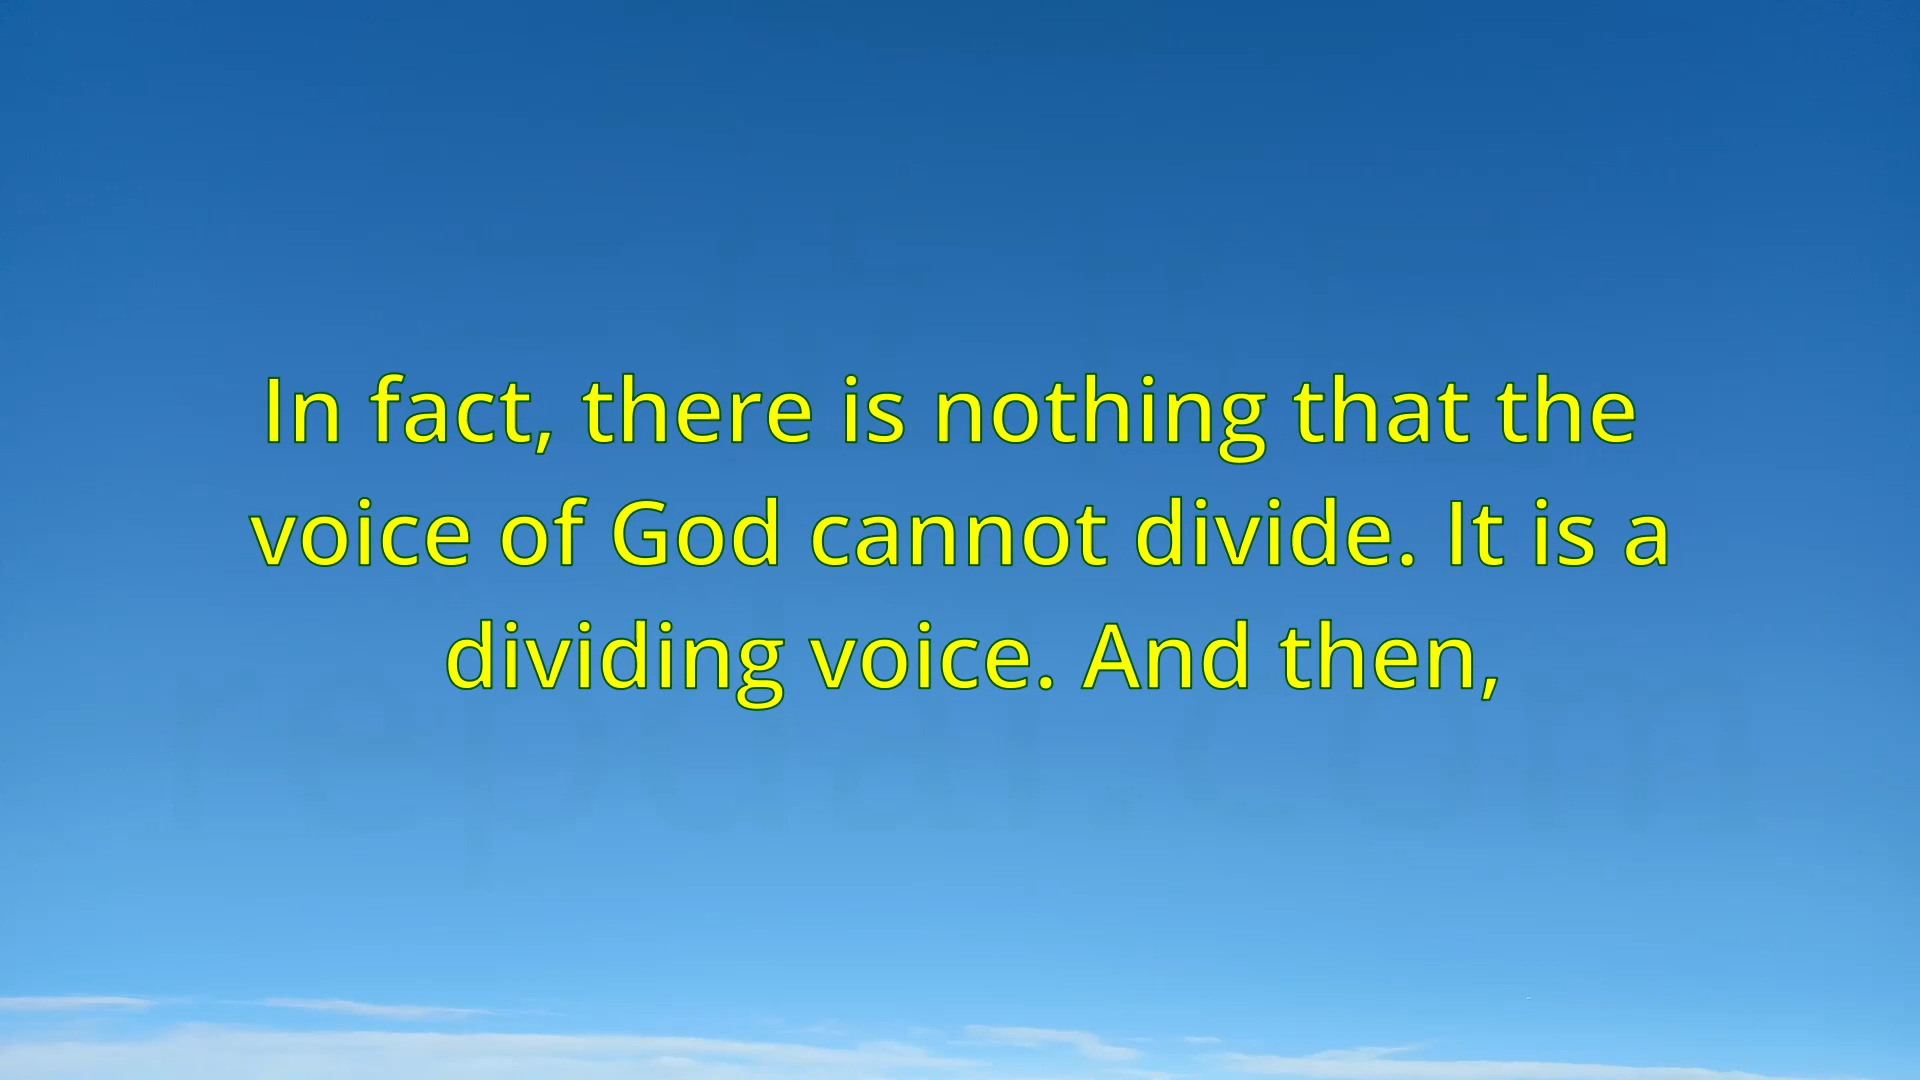 In fact, there is nothing that the
voice of God cannot divide. It is a
dividing voice. And then,